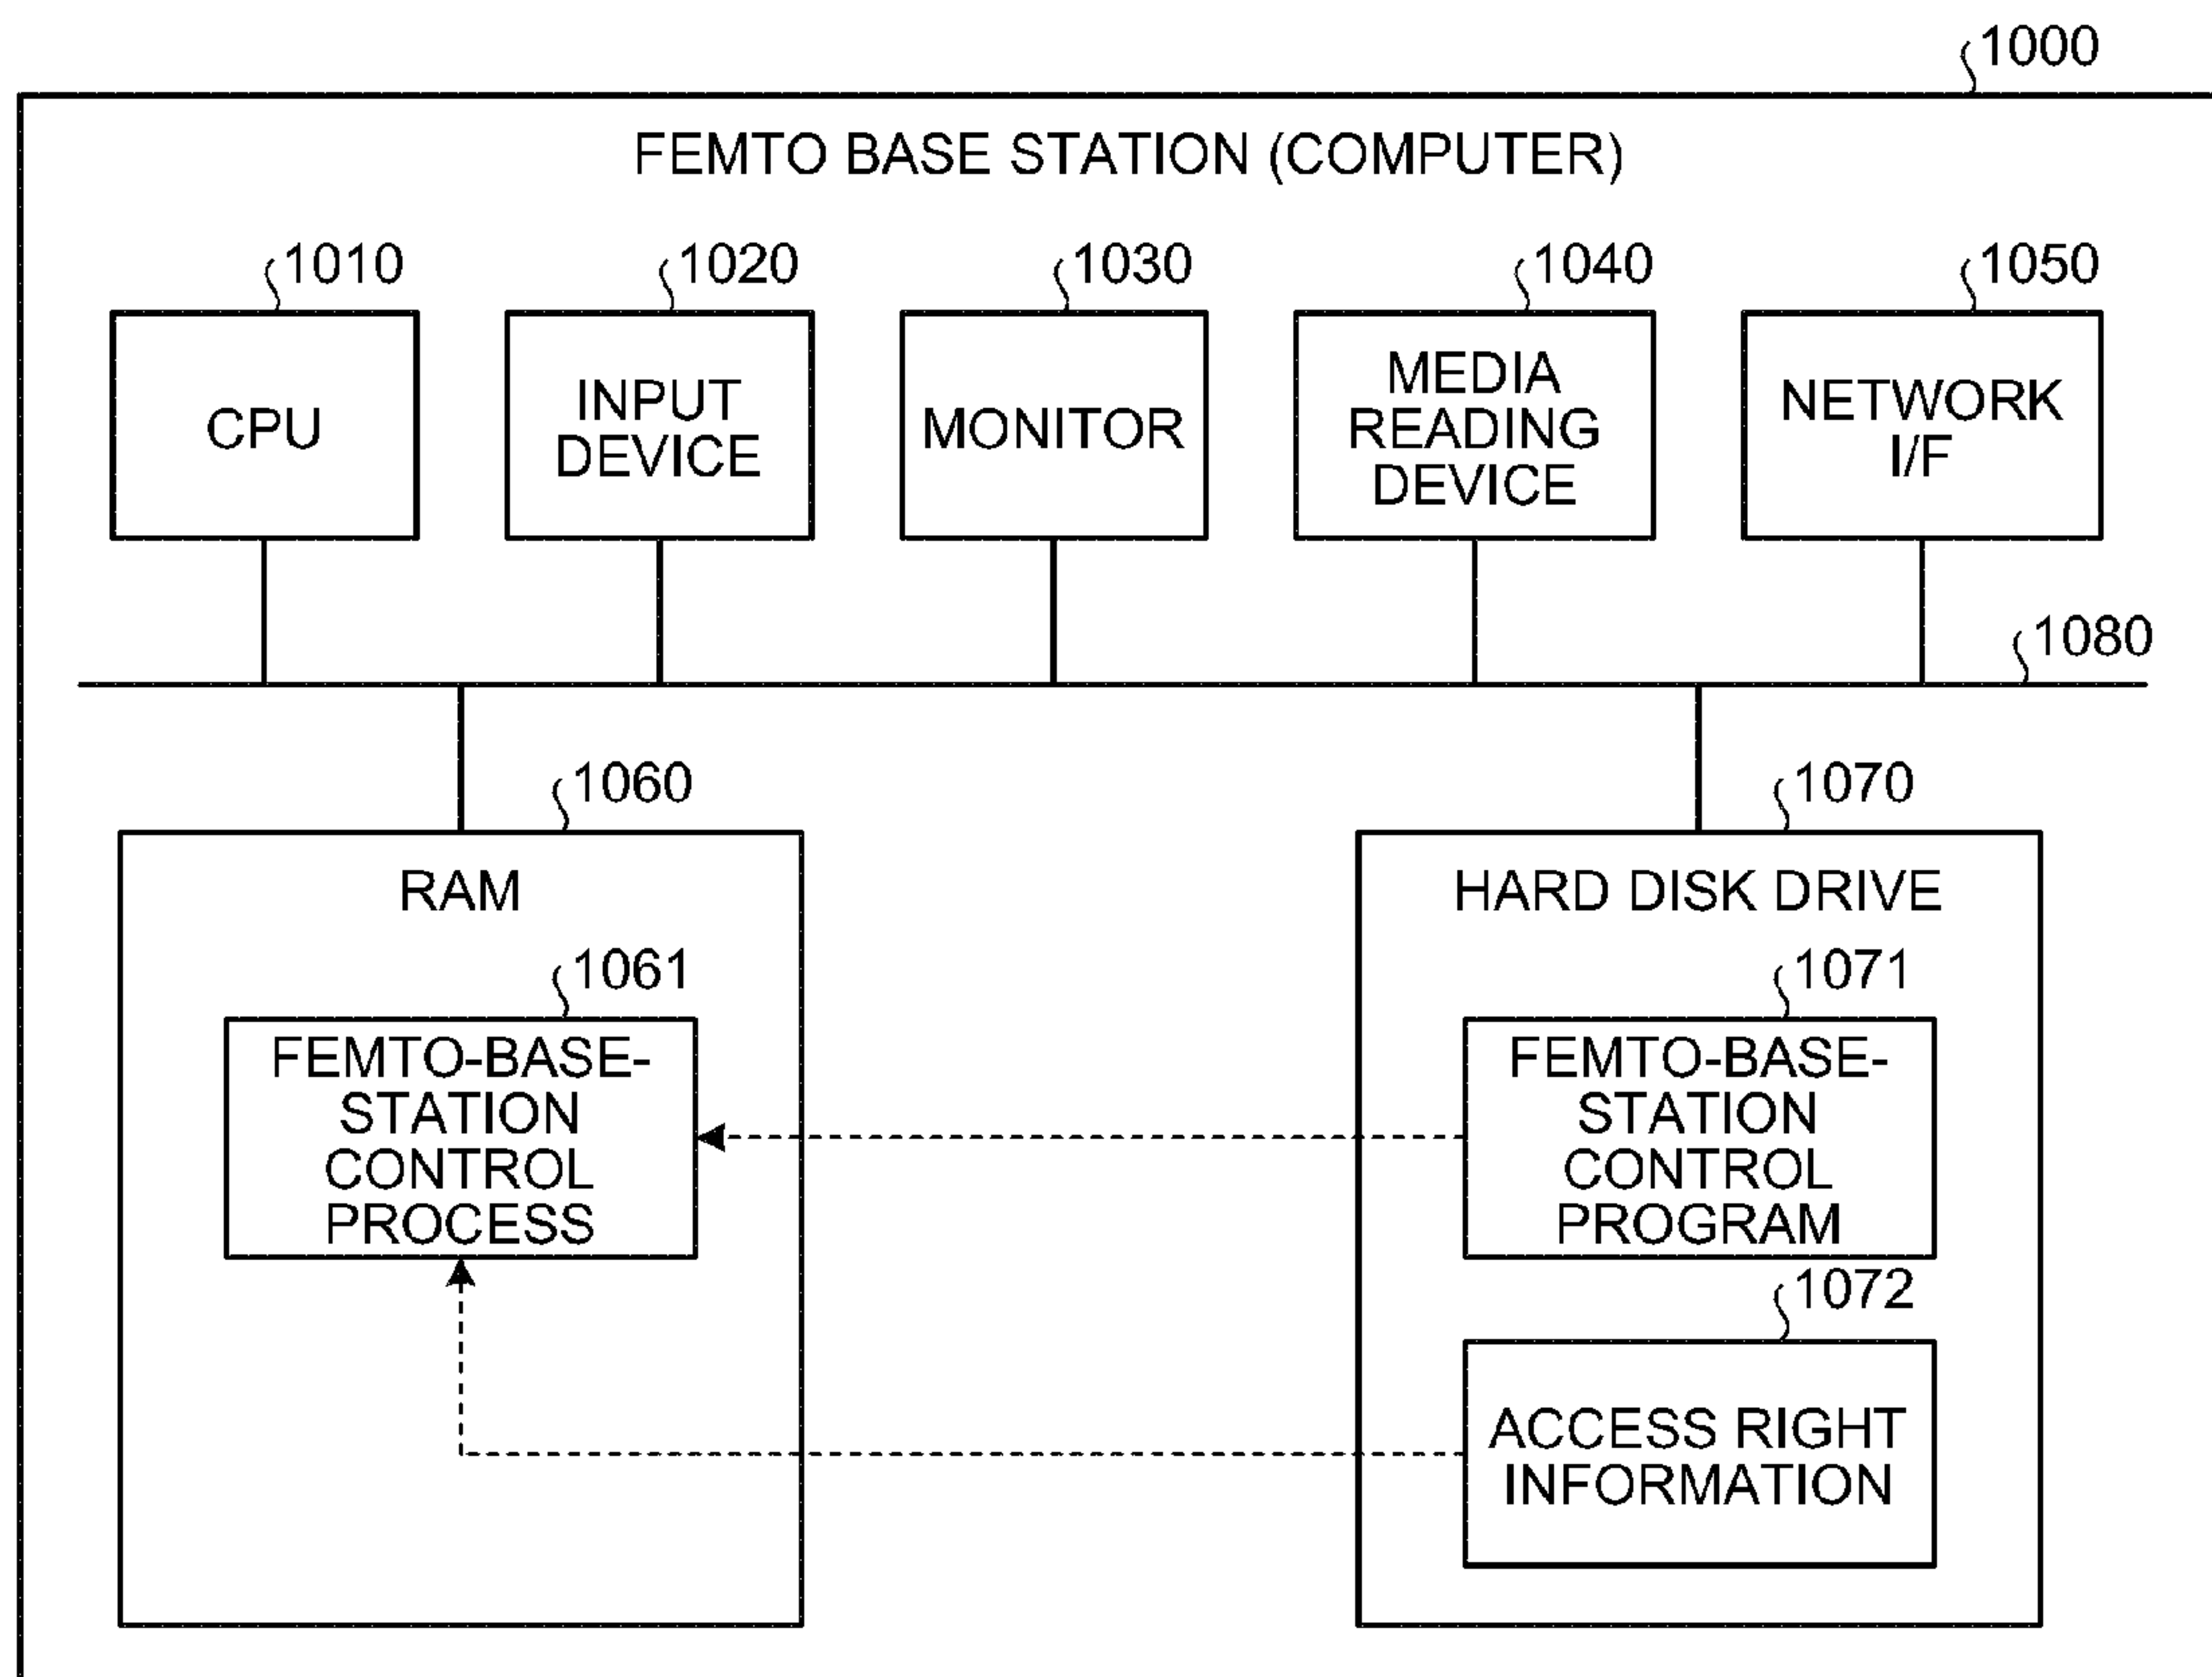 1000
FEMTO BASE STATION (COMPUTER)
1010
1020
1030
1040
1050
CPU
INPUT
DEVICE
MONITOR
MEDIA
READING
DEVICE
NETWORK
I/F
1080
1060
RAM
1061
FEMTO-BASE-
STATION
CONTROL
PROCESS
1070
HARD DISK DRIVE
1071
FEMTO-BASE-
STATION
CONTROL
PROGRAM
1072
ACCESS RIGHT
INFORMATION